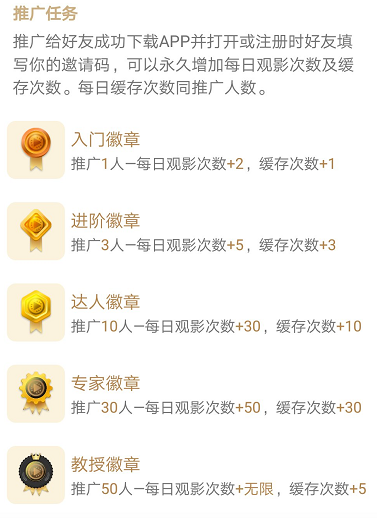 推广任务
推广给好友成功下载APP并打开或注册时好友填
写你的邀请码，可以永久增加每日观影次数及缓
存次数。每日缓存次数同推广人数。
入门徽章
推广1人—每日观影次数+2，缓存次数+1
进阶徽章
推广3人—每日观影次数+5，缓存次数+3
达人徽章
推广10人—每日观影次数+30，缓存次数+10
专家徽章
推广30人—每日观影次数+50，缓存次数+30
教授徽章
推广50人—每日观影次数+无限，缓存次数+5